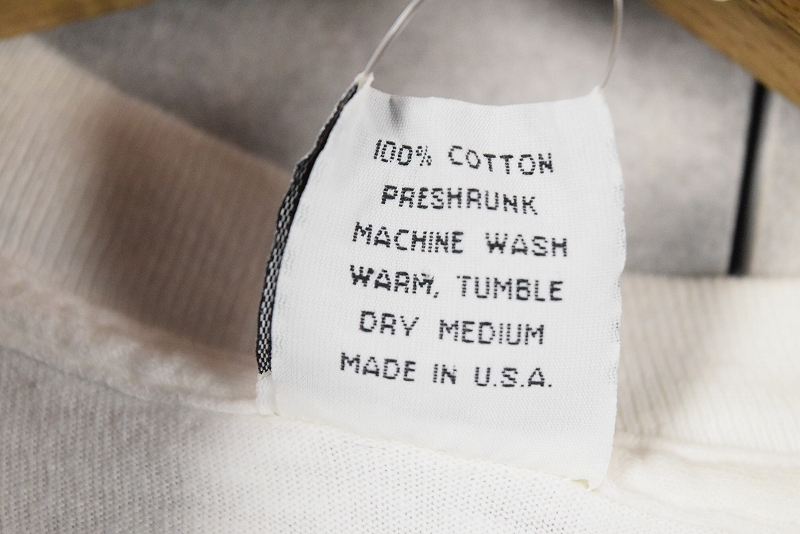 100% COTTON
PRESHRUNK
MACHINE WASH
WARM, TUMBLE
DRY MEDIUM
MADE IN U.S.A.